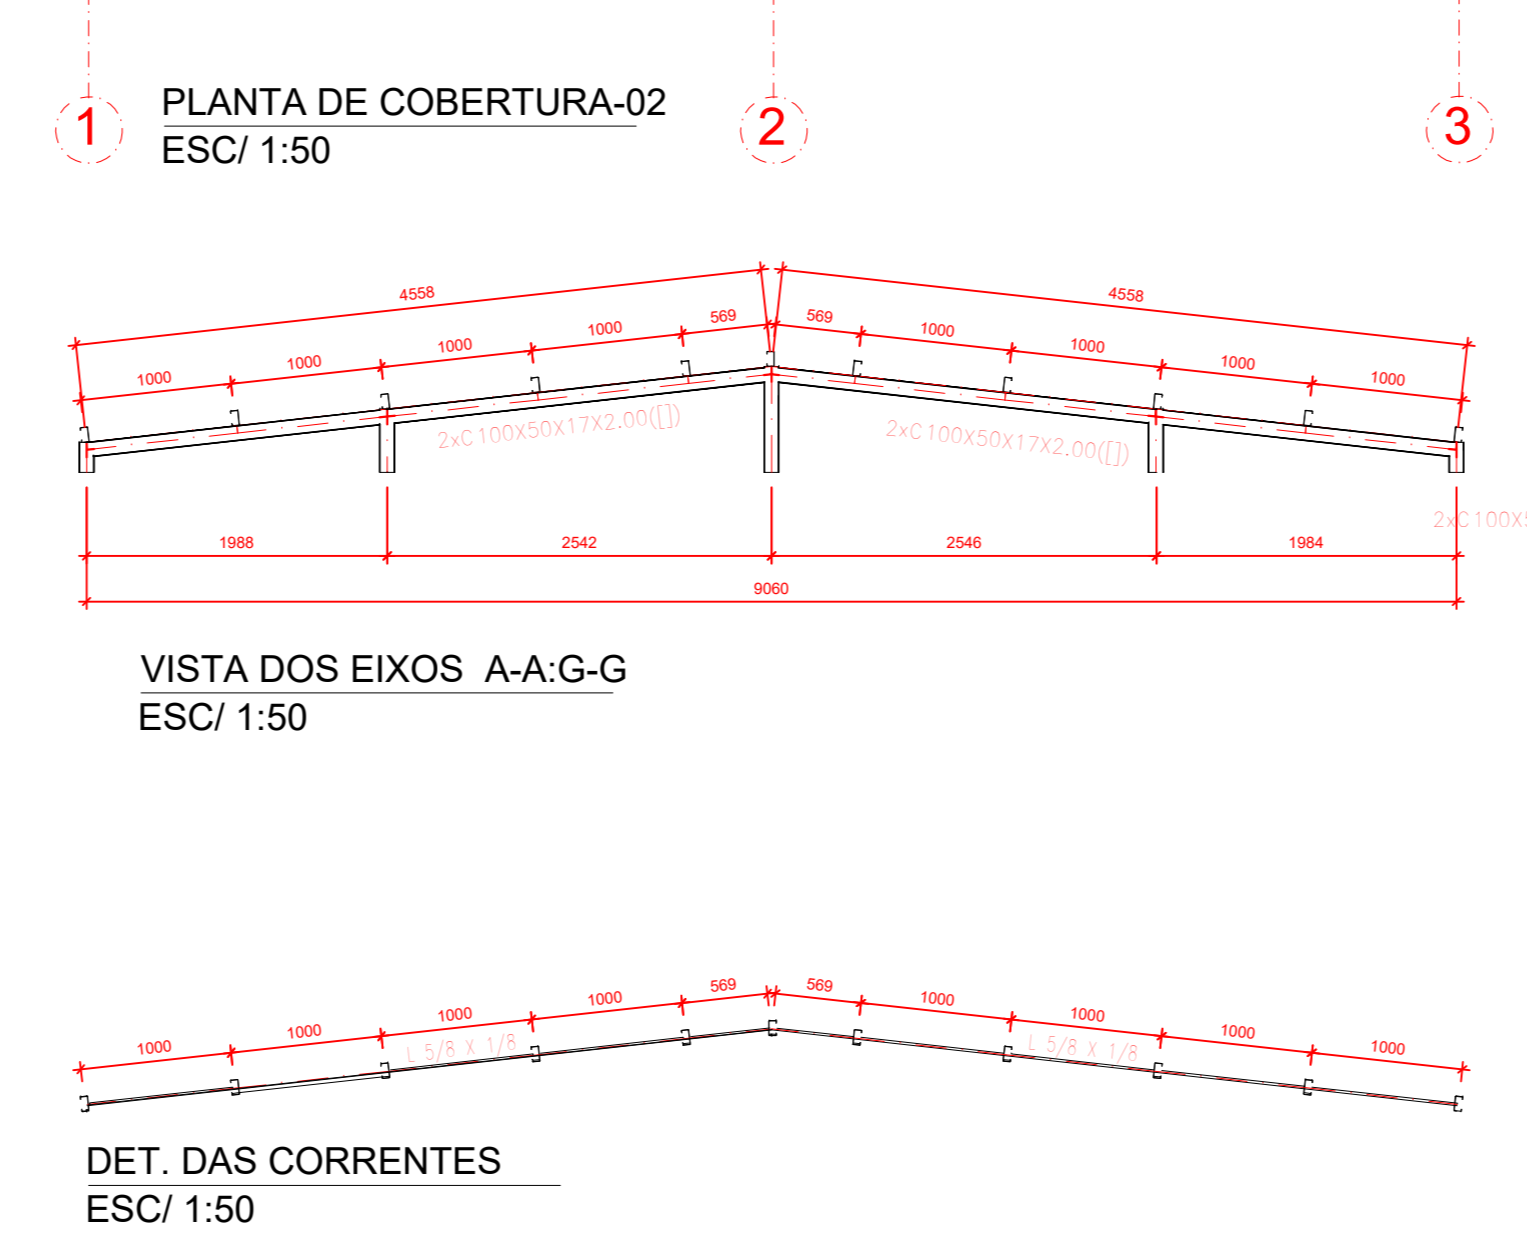 1
PLANTA DE COBERTURA-02
ESC/ 1:50
2
3
4558
4558
1000
1000
1000
1000
569
569
1000
1000
1000
1000
2xC100X50X17X2.00([])
2xC100X50X17X2.00([])
2xC100X5
1988
2542
2546
1984
9060
VISTA DOS EIXOS A-A:G-G
ESC/ 1:50
1000
1000
1000
1000
569
569
1000
1000
1000
1000
L 5/8 X 1/8
L 5/8 X 1/8
DET. DAS CORRENTES
ESC/ 1:50